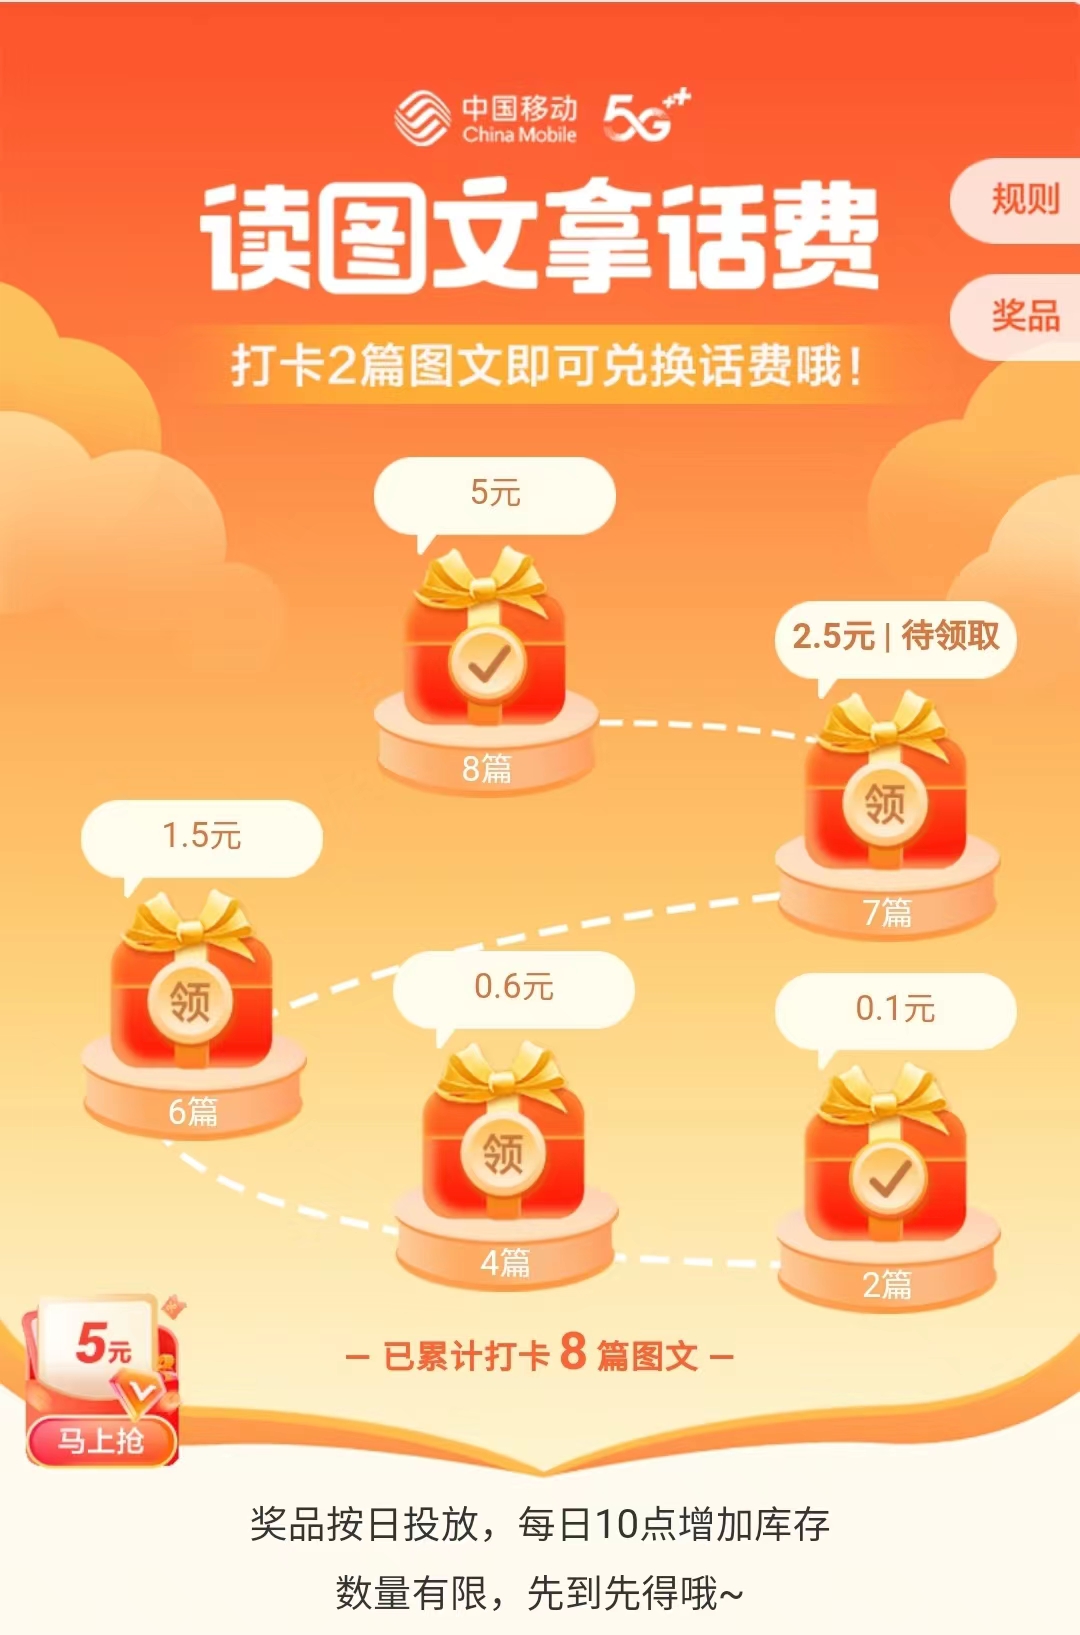 中国移动
China Mobile
5G++
读图文拿话费
规则
打卡2篇图文即可兑换话费哦!
奖品
5元
8篇
2.5元 | 待领取
领
7篇
1.5元
领
6篇
0.6元
领
4篇
0.1元
2篇
5元
马上抢
– 已累计打卡 8 篇图文 –
奖品按日投放，每日10点增加库存
数量有限，先到先得哦~